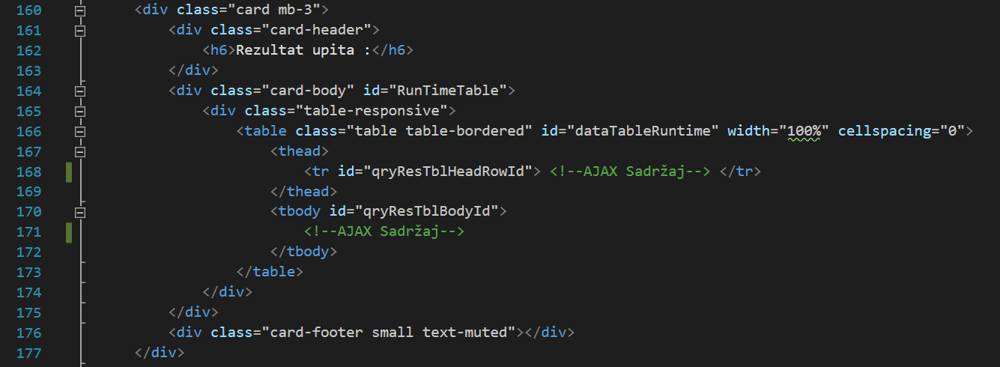 160 <div class="card mb-3">
161 <div class="card-header">
162 <h6>Rezultat upita :</h6>
163 </div>
164 <div class="card-body" id="RunTimeTable">
165 <div class="table-responsive">
166 <table class="table table-bordered" id="dataTableRuntime" width="100%" cellspacing="0">
167 <thead>
168 <tr id="qryResTblHeadRowId"> <!--AJAX Sadržaj--> </tr>
169 </thead>
170 <tbody id="qryResTblBodyId">
171 <!--AJAX Sadržaj-->
172 </tbody>
173 </table>
174 </div>
175 </div>
176 <div class="card-footer small text-muted"></div>
177 </div>